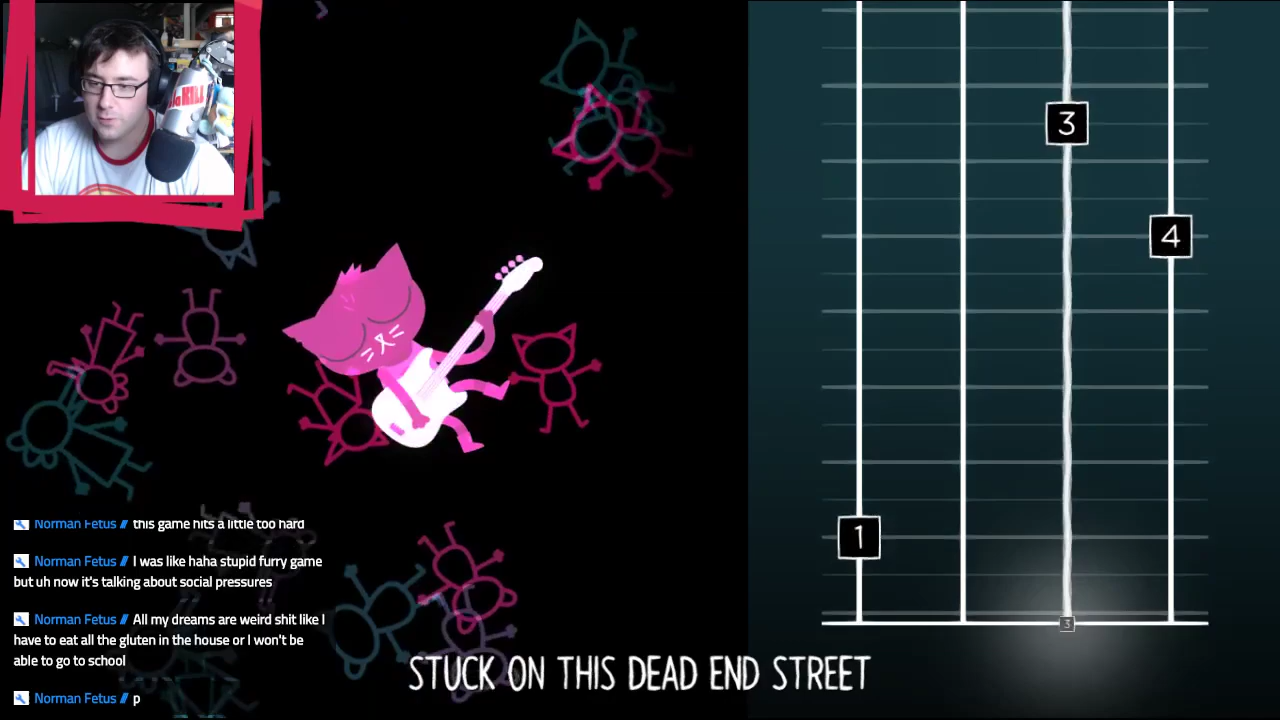 KILL
3
4
Norman Fetus // this game hits a little too hard
Norman Fetus // I was like haha stupid furry game
but uh now it's talking about social pressures
1
Norman Fetus // All my dreams are weird shit like I
have to eat all the gluten in the house or I won't be
able to go to school
3
STUCK ON THIS DEAD END STREET
Norman Fetus // p